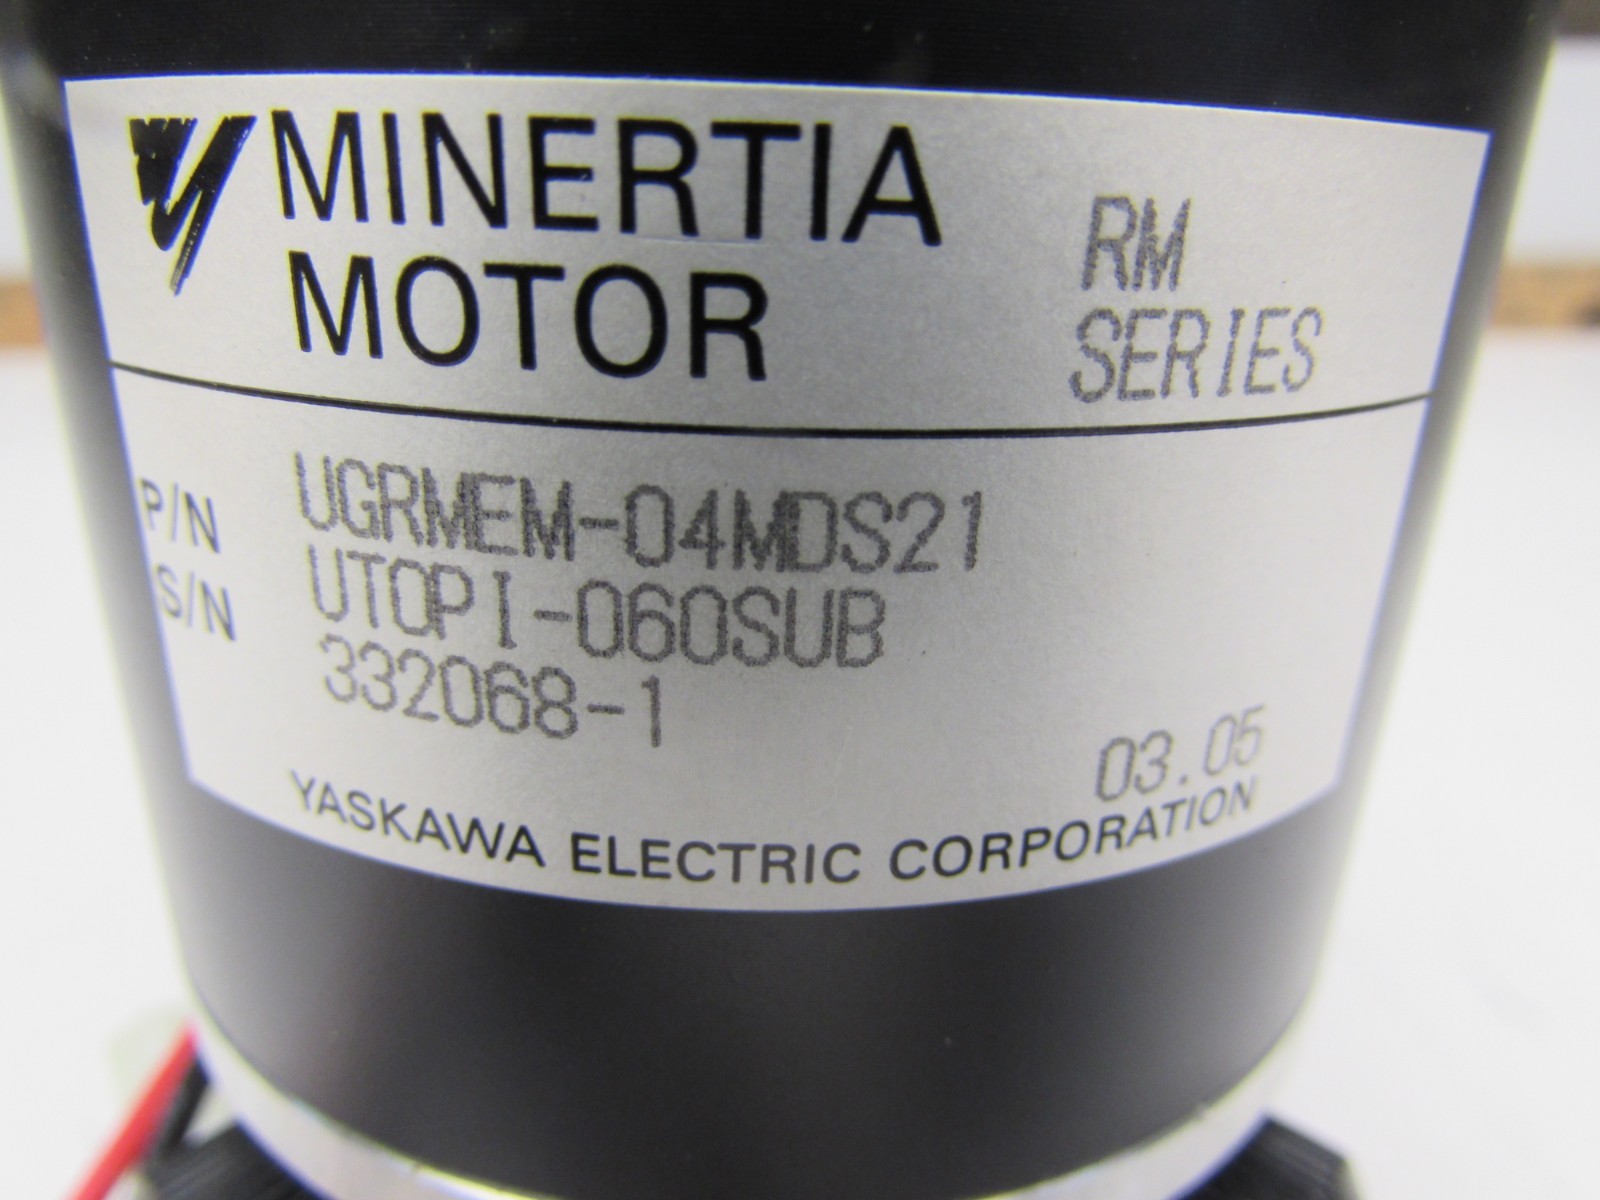 MINERTIA
MOTOR
RM
SERIES
P/N UGRMEM-04MDS21
UTOPI-060SUB
S/N 332068-1
03.05
YASKAWA ELECTRIC CORPORATION